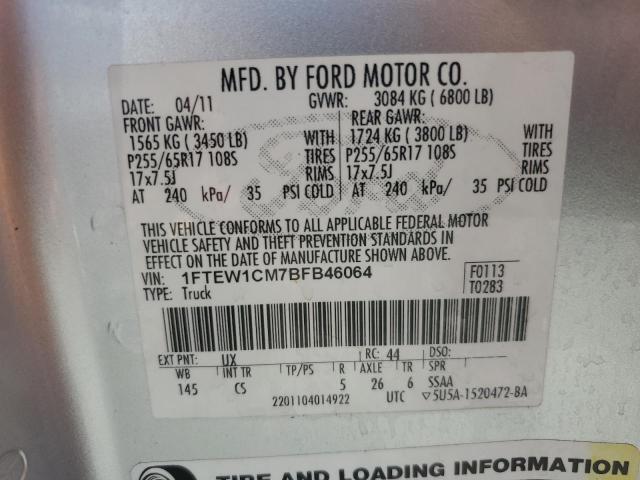 MFD. BY FORD MOTOR CO.
DATE: 04/11 GVWR: 3084 KG ( 6800 LB)
FRONT GAWR: REAR GAWR:
1565 KG ( 3450 LB) WITH 1724 KG ( 3800 LB) WITH
P255/65R17 108S TIRES P255/65R17 108S TIRES
17x7.5J RIMS 17x7.5J RIMS
AT 240 kPa/ 35 PSI COLD AT 240 kPa/ 35 PSI COLD
THIS VEHICLE CONFORMS TO ALL APPLICABLE FEDERAL MOTOR
VEHICLE SAFETY AND THEFT PREVENTION STANDARDS IN
EFFECT ON THE DATE OF MANUFACTURE SHOWN ABOVE.
VIN: 1FTEW1CM7BFB46064 F0113
TYPE: Truck T0283
EXT PNT: UX RC: 44 DSO:
WB INT TR TP/PS R AXLE TR SPR
145 CS 5 26 6 SSAA
2201104014922 UTC ▽5U5A-1520472-BA
TIRE AND LOADING INFORMATION